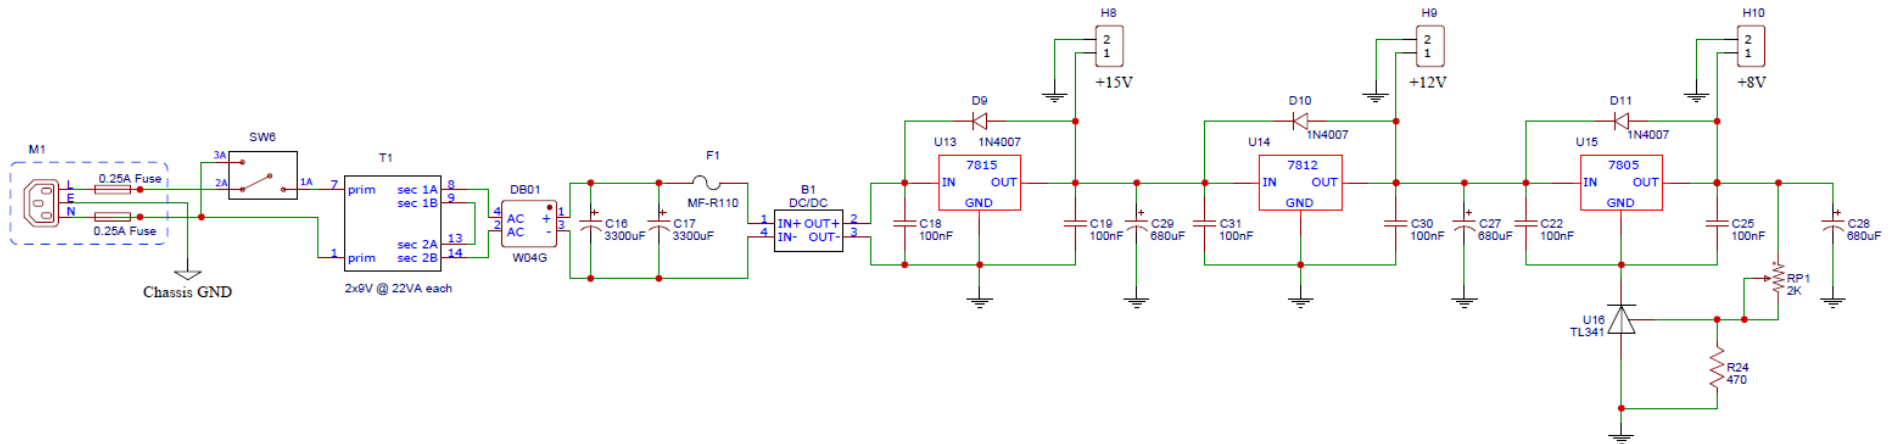 M1
L
E
N
0.25A Fuse
0.25A Fuse
Chassis GND
SW6
3A
2A
1A
T1
7
prim
1
prim
sec 1A
8
sec 1B
9
sec 2A
13
sec 2B
14
2x9V @ 22VA each
DB01
4
AC
2
AC
+
1
-
3
W04G
C16
3300uF
C17
3300uF
F1
MF-R110
B1
DC/DC
1
IN+
OUT+
2
4
IN-
OUT-
3
C18
100nF
D9
1N4007
U13
7815
IN
OUT
GND
H8
2
1
+15V
C19
100nF
C29
680uF
C31
100nF
D10
1N4007
U14
7812
IN
OUT
GND
H9
2
1
+12V
C30
100nF
C27
680uF
C22
100nF
D11
1N4007
U15
7805
IN
OUT
GND
H10
2
1
+8V
C25
100nF
RP1
2K
C28
680uF
U16
TL341
R24
470